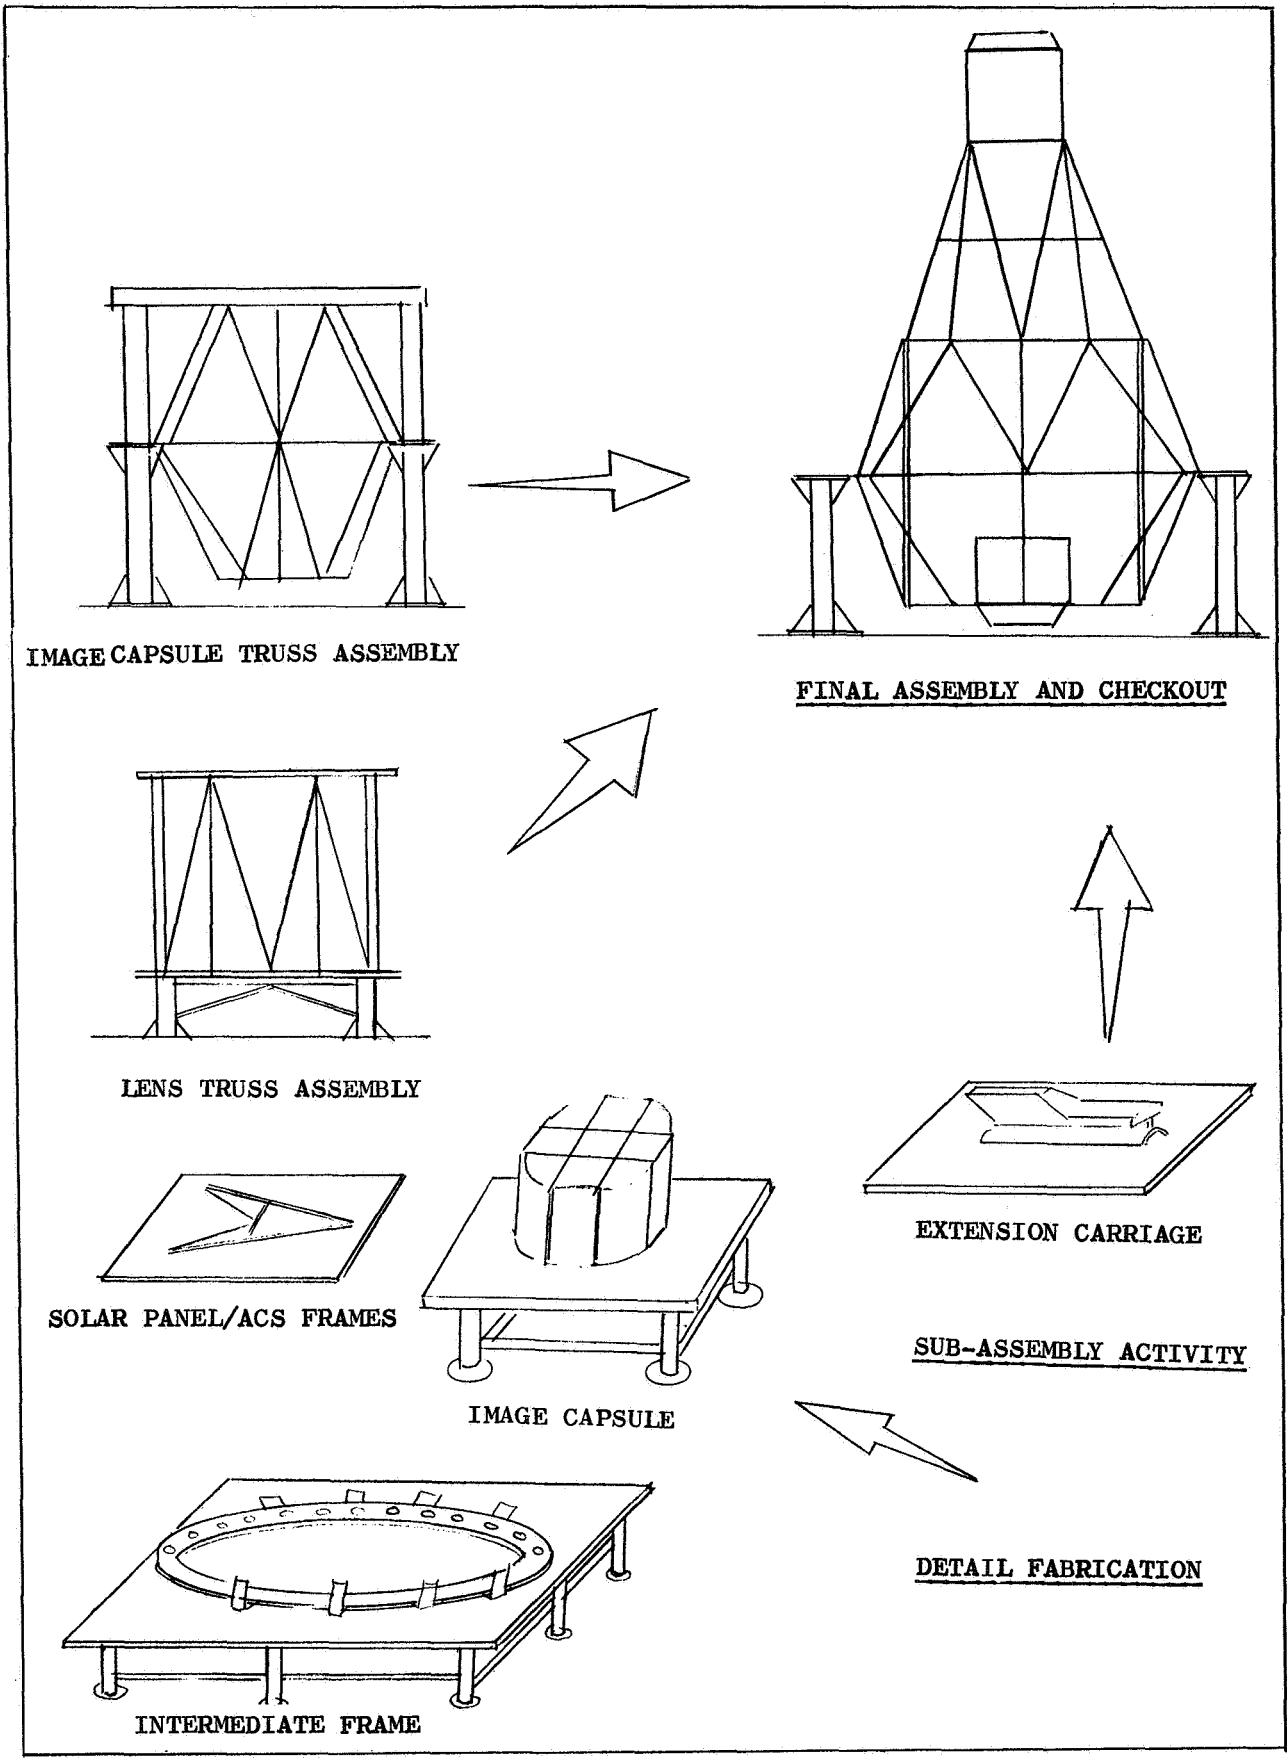 IMAGE CAPSULE TRUSS ASSEMBLY
FINAL ASSEMBLY AND CHECKOUT
LENS TRUSS ASSEMBLY
EXTENSION CARRIAGE
SOLAR PANEL/ACS FRAMES
SUB-ASSEMBLY ACTIVITY
IMAGE CAPSULE
DETAIL FABRICATION
INTERMEDIATE FRAME